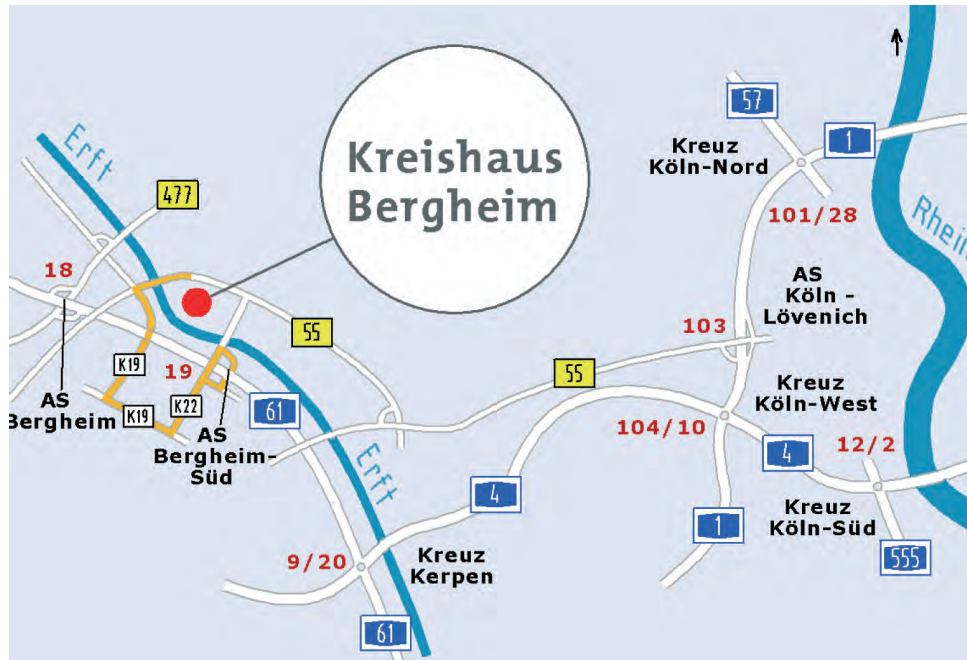 Erft
477
Kreishaus
Bergheim
57
1
Kreuz
Köln-Nord
101/28
Rhein
18
AS
Köln -
Lövenich
103
55
55
K19
19
AS
Bergheim
K19
K22
61
AS
Bergheim-
Süd
Erft
Kreuz
Köln-West
104/10
12/2
4
4
1
Kreuz
Köln-Süd
555
9/20
Kreuz
Kerpen
61